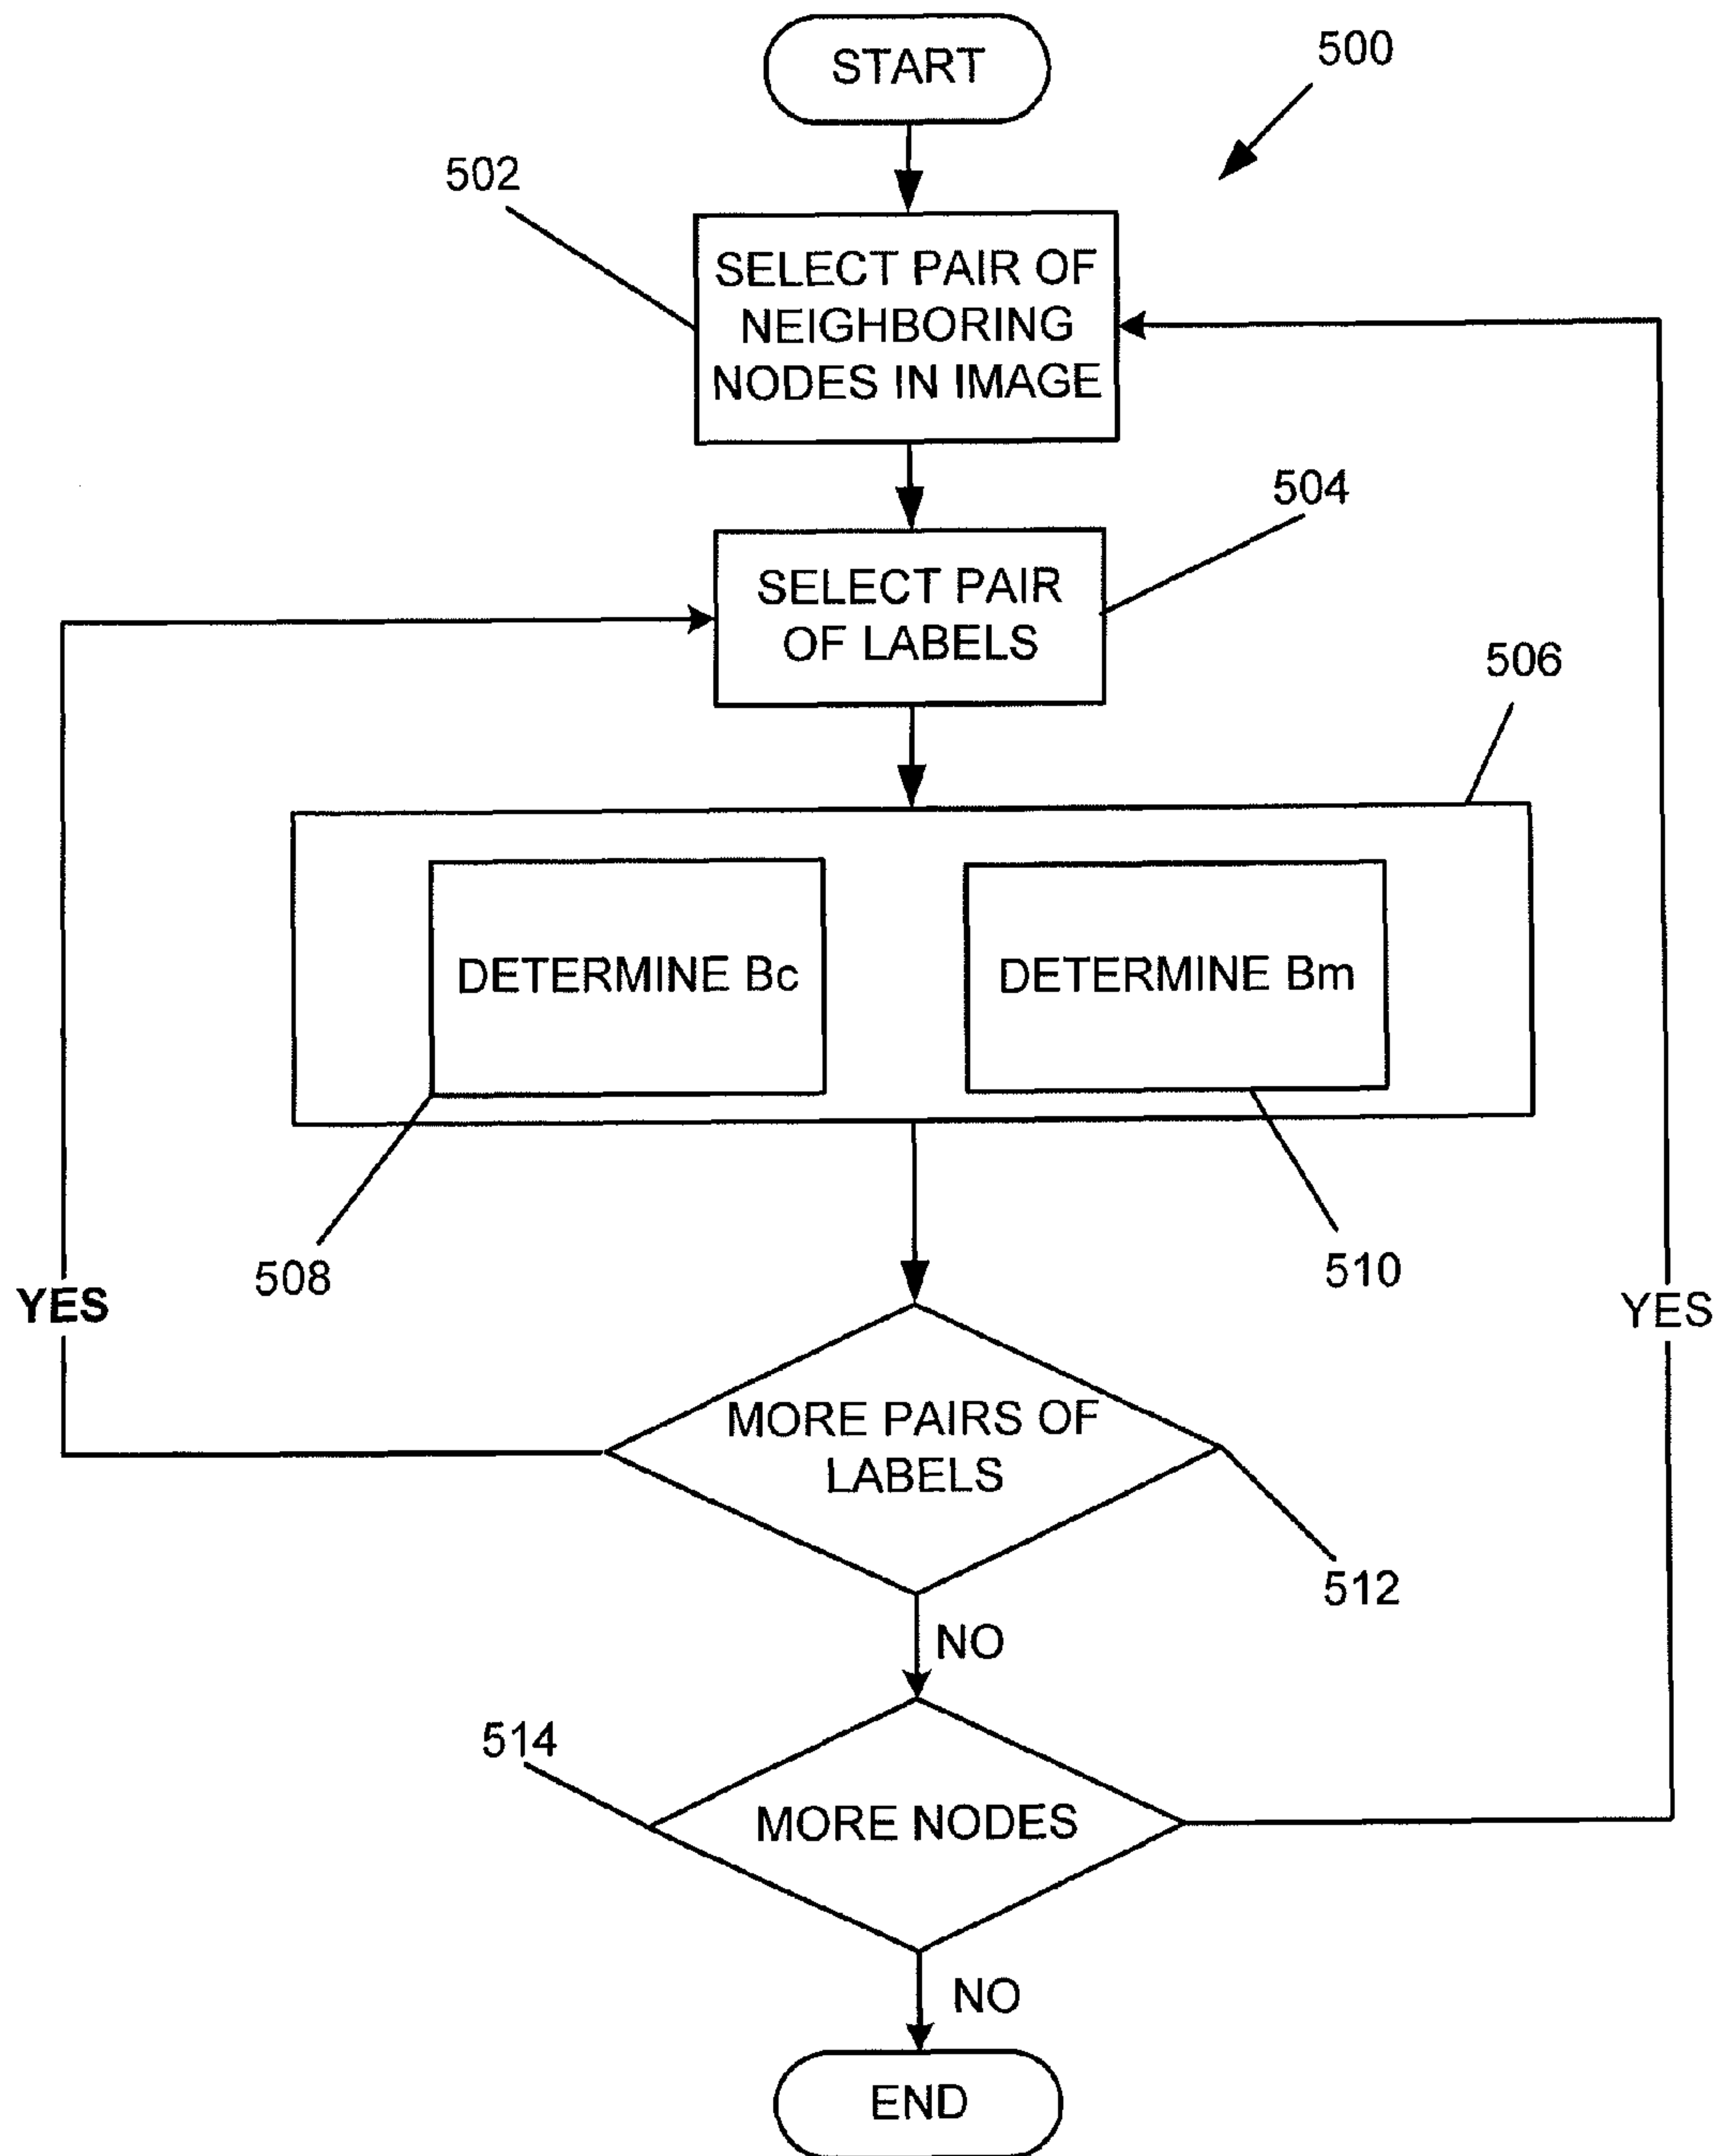 START
500
502
SELECT PAIR OF
NEIGHBORING
NODES IN IMAGE
504
SELECT PAIR
OF LABELS
506
DETERMINE Bc
DETERMINE Bm
508
510
YES
YES
MORE PAIRS OF
LABELS
512
NO
514
MORE NODES
NO
END